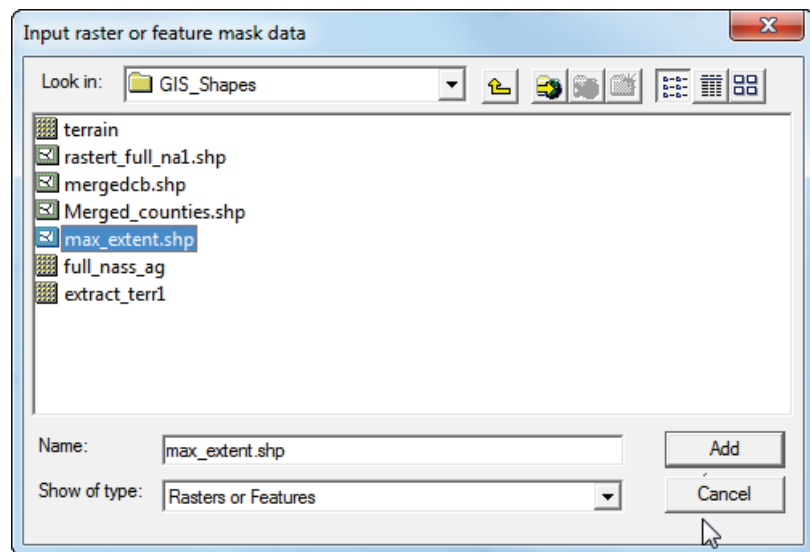 Input raster or feature mask data
Look in: GIS_Shapes
terrain
rastert_full_na1.shp
mergedcb.shp
Merged_counties.shp
max_extent.shp
full_nass_ag
extract_terr1
Name: max_extent.shp Add
Show of type: Rasters or Features Cancel